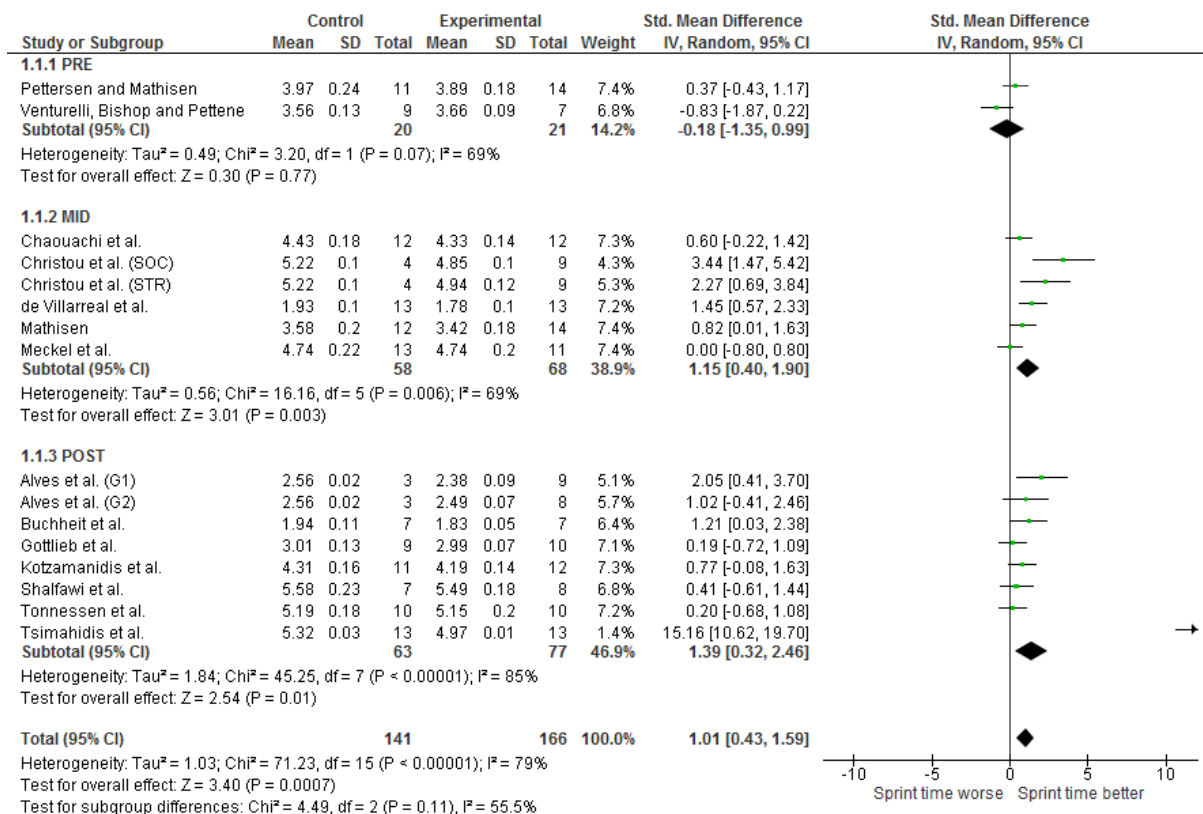 Control Experimental Std. Mean Difference Std. Mean Difference
Study or Subgroup Mean SD Total Mean SD Total Weight IV, Random, 95% CI IV, Random, 95% CI
1.1.1 PRE
Pettersen and Mathisen 3.97 0.24 11 3.89 0.18 14 7.4% 0.37 [-0.43, 1.17]
Venturelli, Bishop and Pettene 3.56 0.13 9 3.66 0.09 7 6.8% -0.83 [-1.87, 0.22]
Subtotal (95% CI) 20 21 14.2% -0.18 [-1.35, 0.99]
Heterogeneity: Tau² = 0.49; Chi² = 3.20, df = 1 (P = 0.07); I² = 69%
Test for overall effect: Z = 0.30 (P = 0.77)
1.1.2 MID
Chaouachi et al. 4.43 0.18 12 4.33 0.14 12 7.3% 0.60 [-0.22, 1.42]
Christou et al. (SOC) 5.22 0.1 4 4.85 0.1 9 4.3% 3.44 [1.47, 5.42]
Christou et al. (STR) 5.22 0.1 4 4.94 0.12 9 5.3% 2.27 [0.69, 3.84]
de Villarreal et al. 1.93 0.1 13 1.78 0.1 13 7.2% 1.45 [0.57, 2.33]
Mathisen 3.58 0.2 12 3.42 0.18 14 7.4% 0.82 [0.01, 1.63]
Meckel et al. 4.74 0.22 13 4.74 0.2 11 7.4% 0.00 [-0.80, 0.80]
Subtotal (95% CI) 58 68 38.9% 1.15 [0.40, 1.90]
Heterogeneity: Tau² = 0.56; Chi² = 16.16, df = 5 (P = 0.006); I² = 69%
Test for overall effect: Z = 3.01 (P = 0.003)
1.1.3 POST
Alves et al. (G1) 2.56 0.02 3 2.38 0.09 9 5.1% 2.05 [0.41, 3.70]
Alves et al. (G2) 2.56 0.02 3 2.49 0.07 8 5.7% 1.02 [-0.41, 2.46]
Buchheit et al. 1.94 0.11 7 1.83 0.05 7 6.4% 1.21 [0.03, 2.38]
Gottlieb et al. 3.01 0.13 9 2.99 0.07 10 7.1% 0.19 [-0.72, 1.09]
Kotzamanidis et al. 4.31 0.16 11 4.19 0.14 12 7.3% 0.77 [-0.08, 1.63]
Shalfawi et al. 5.58 0.23 7 5.49 0.18 8 6.8% 0.41 [-0.61, 1.44]
Tonnessen et al. 5.19 0.18 10 5.15 0.2 10 7.2% 0.20 [-0.68, 1.08]
Tsimahidis et al. 5.32 0.03 13 4.97 0.01 13 1.4% 15.16 [10.62, 19.70]
Subtotal (95% CI) 63 77 46.9% 1.39 [0.32, 2.46]
Heterogeneity: Tau² = 1.84; Chi² = 45.25, df = 7 (P < 0.00001); I² = 85%
Test for overall effect: Z = 2.54 (P = 0.01)
Total (95% CI) 141 166 100.0% 1.01 [0.43, 1.59]
Heterogeneity: Tau² = 1.03; Chi² = 71.23, df = 15 (P < 0.00001); I² = 79%
Test for overall effect: Z = 3.40 (P = 0.0007)
Test for subgroup differences: Chi² = 4.49, df = 2 (P = 0.11), I² = 55.5%
-10 -5 0 5 10
Sprint time worse Sprint time better